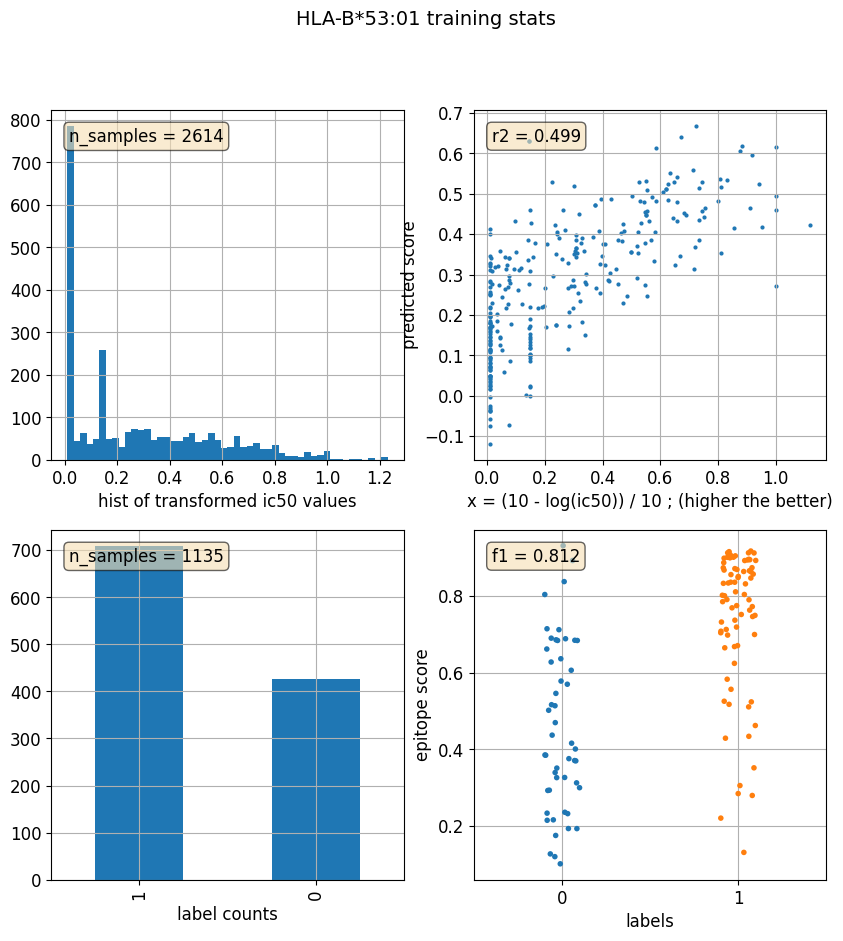 HLA-B*53:01 training stats
n_samples = 2614
800
700
600
500
400
300
200
100
0
0.0 0.2 0.4 0.6 0.8 1.0 1.2
hist of transformed ic50 values
r2 = 0.499
predicted score
0.7
0.6
0.5
0.4
0.3
0.2
0.1
0.0
−0.1
0.0 0.2 0.4 0.6 0.8 1.0
x = (10 - log(ic50)) / 10 ; (higher the better)
n_samples = 1135
700
600
500
400
300
200
100
0
1 0
label counts
f1 = 0.812
epitope score
0.8
0.6
0.4
0.2
0 1
labels